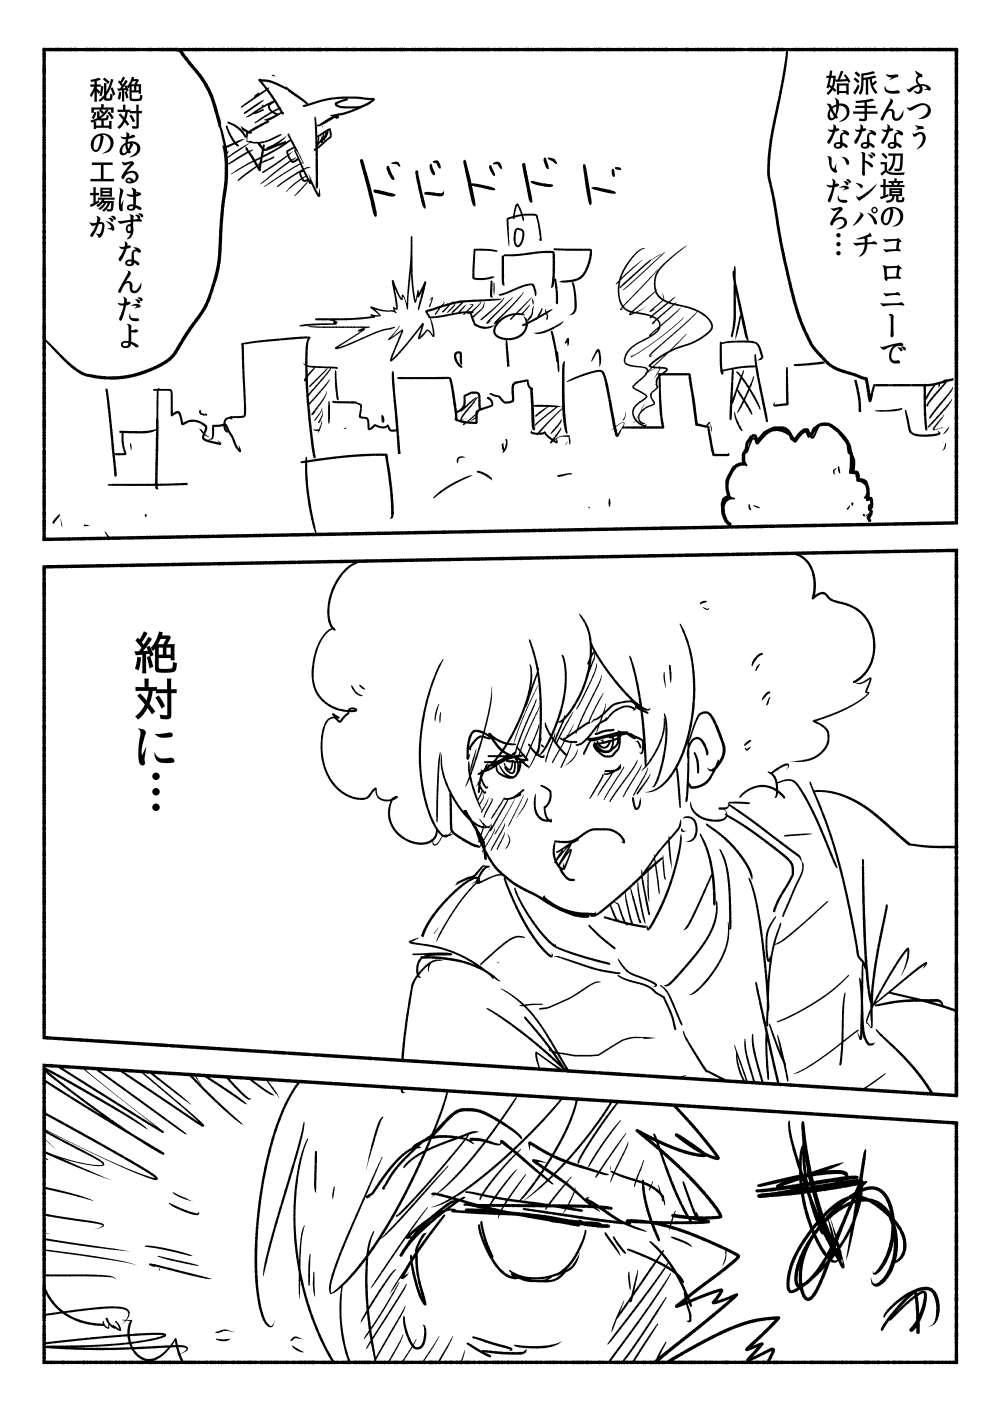 ふつう
こんな辺境のコロニーで
派手なドンパチ
始めないだろ…
ドドドドド
絶対あるはずなんだよ
秘密の工場が
絶対に…
あっ